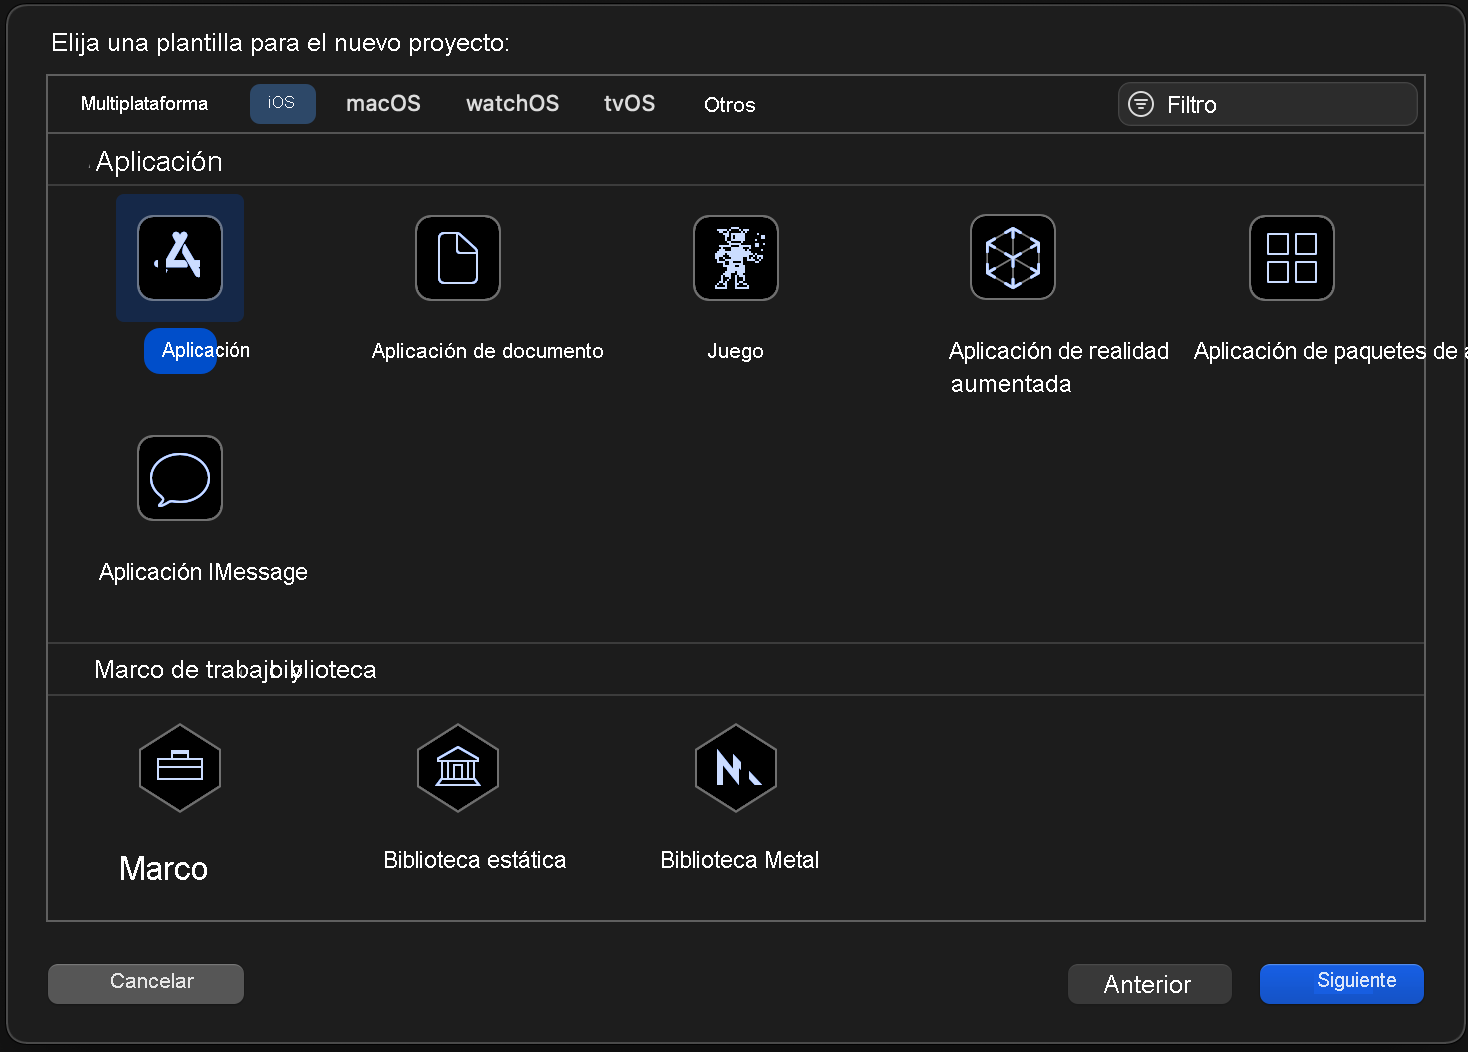 Elija una plantilla para el nuevo proyecto:
Multiplataforma iOS macOS watchOS tvOS Otros Filtro
Aplicación
Aplicación Aplicación de documento Juego Aplicación de realidad aumentada Aplicación de paquetes de
Aplicación IMessage
Marco de trabajo y biblioteca
Marco Biblioteca estática Biblioteca Metal
Cancelar Anterior Siguiente